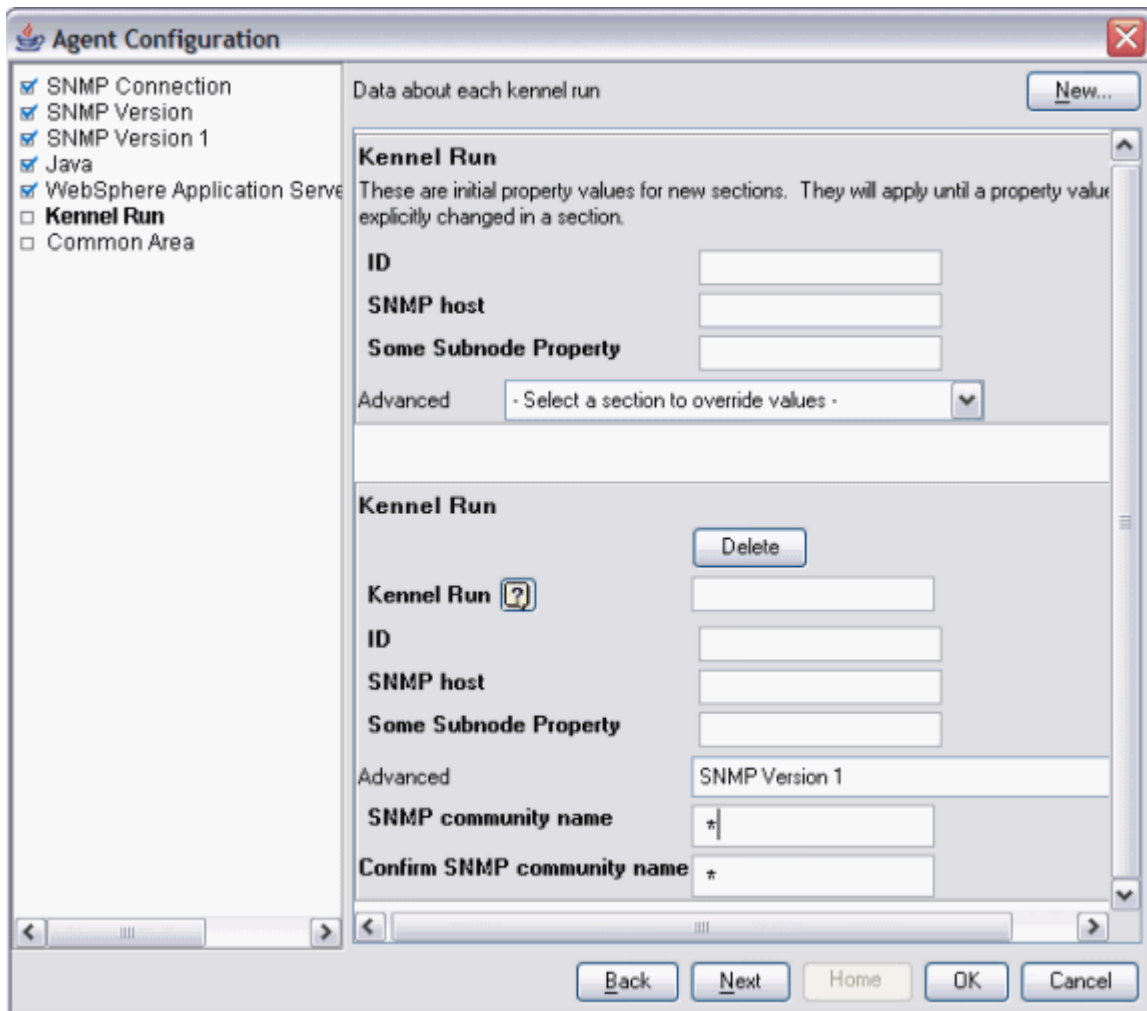 Agent Configuration
SNMP Connection
SNMP Version
SNMP Version 1
Java
WebSphere Application Serve
Kennel Run
Common Area
Data about each kennel run
New...
Kennel Run
These are initial property values for new sections.  They will apply until a property value
explicitly changed in a section.
ID
SNMP host
Some Subnode Property
Advanced
- Select a section to override values -
Kennel Run
Delete
Kennel Run
?
ID
SNMP host
Some Subnode Property
Advanced
SNMP Version 1
SNMP community name
*
Confirm SNMP community name
*
Back
Next
Home
OK
Cancel